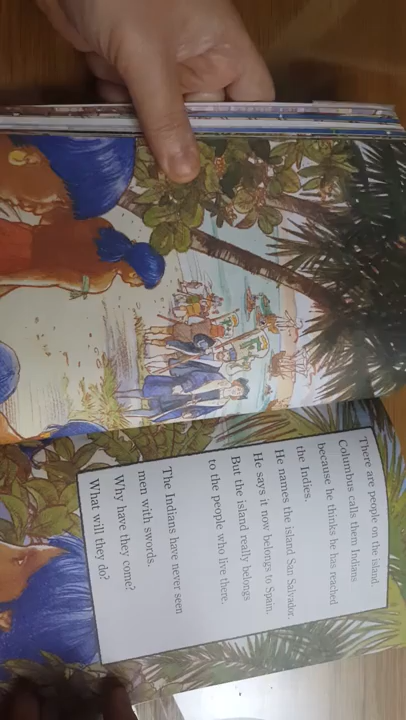 There are people on the island.
Columbus calls them Indians
because he thinks he has reached
the Indies.
He names the island San Salvador.
He says it now belongs to Spain.
But the island really belongs
to the people who live there.
The Indians have never seen
men with swords.
Why have they come?
What will they do?